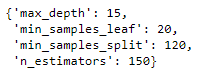 {'max_depth': 15,
'min_samples_leaf': 20,
'min_samples_split': 120,
'n_estimators': 150}